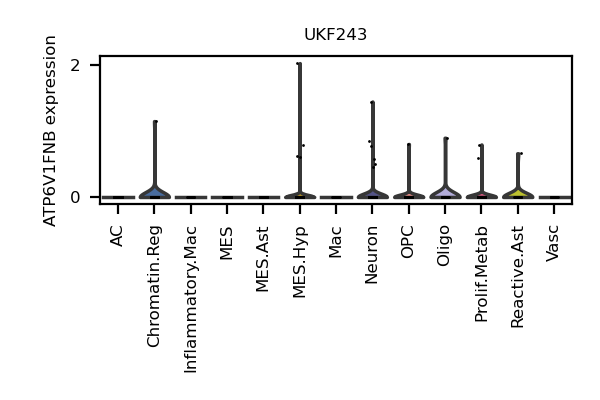 UKF243
ATP6V1FNB expression
2
0
AC
Chromatin.Reg
Inflammatory.Mac
MES
MES.Ast
MES.Hyp
Mac
Neuron
OPC
Oligo
Prolif.Metab
Reactive.Ast
Vasc